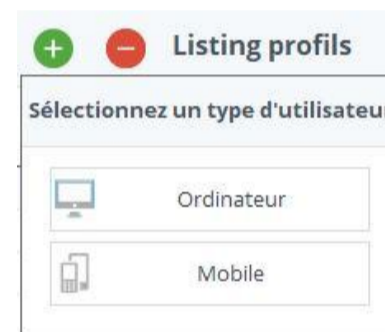 Listing profils
Sélectionnez un type d'utilisateur
Ordinateur
Mobile